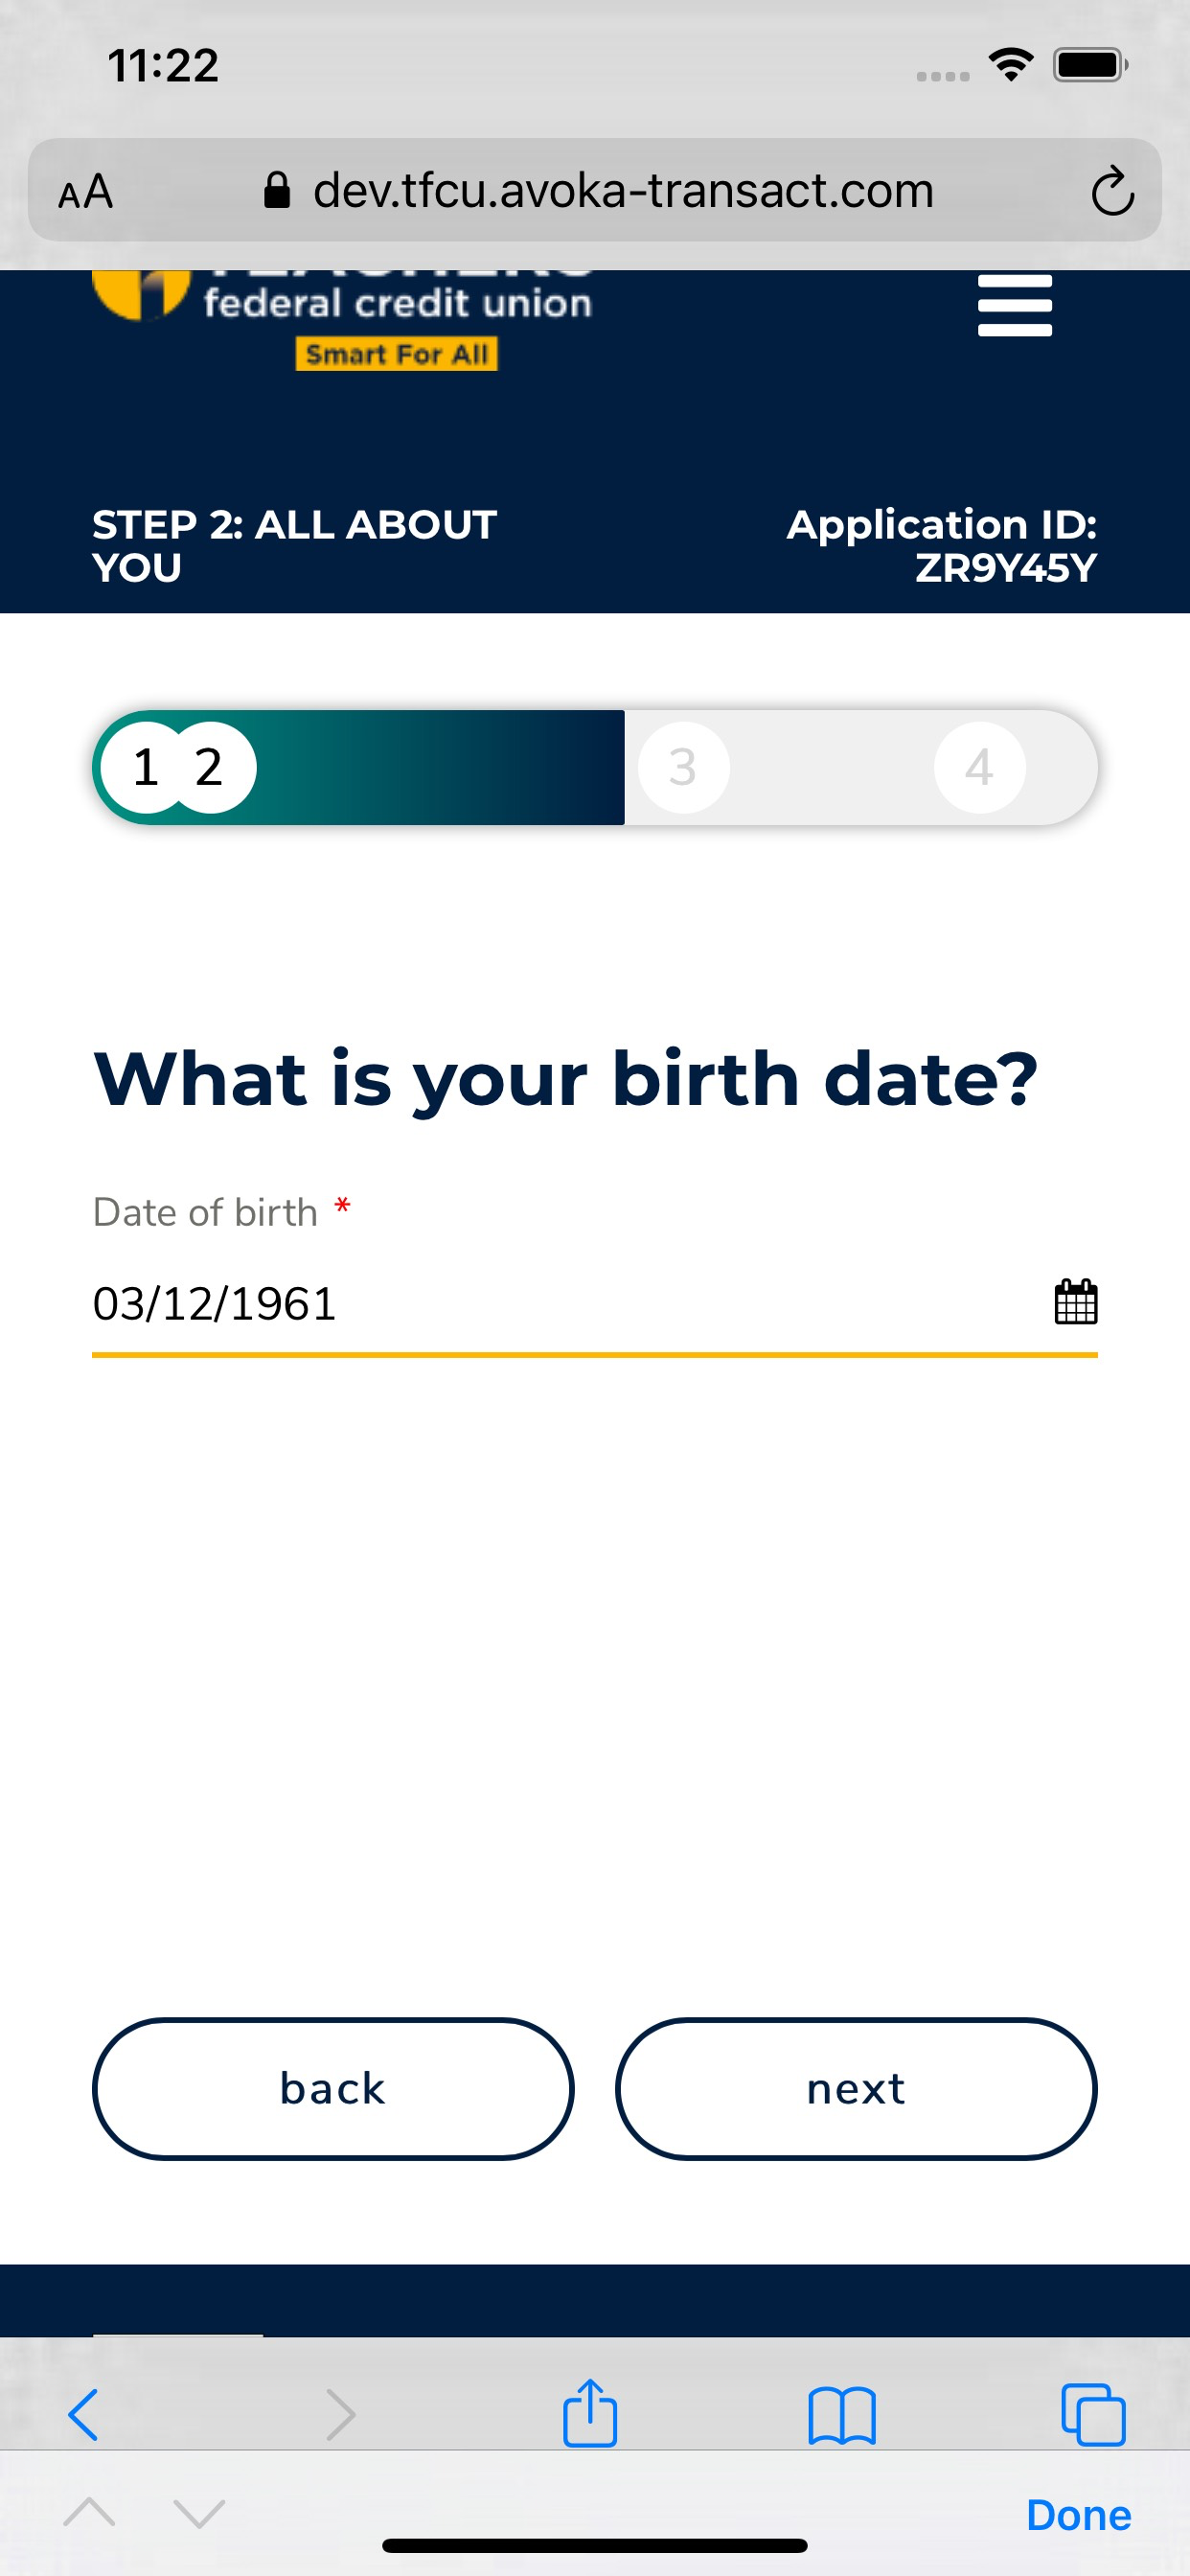 11:22
AA dev.tfcu.avoka-transact.com
TEACHERS
federal credit union
Smart For All
STEP 2: ALL ABOUT
YOU
Application ID:
ZR9Y45Y
1 2 3 4
What is your birth date?
Date of birth *
03/12/1961
back next
Done